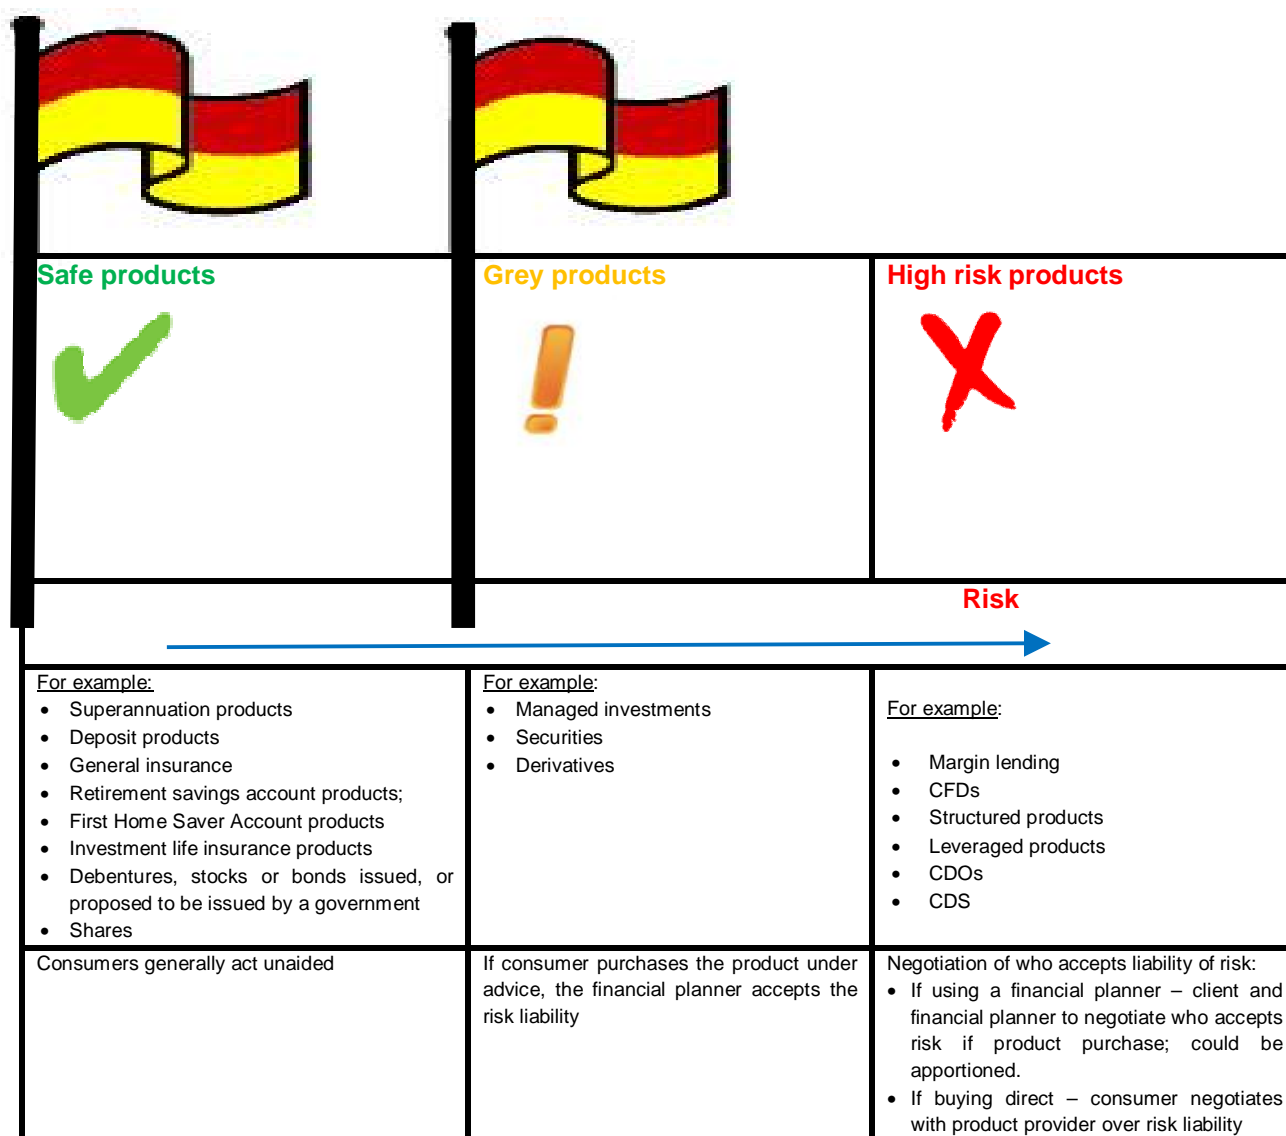 Safe products
Grey products
High risk products
Risk
For example:
• Superannuation products
• Deposit products
• General insurance
• Retirement savings account products;
• First Home Saver Account products
• Investment life insurance products
• Debentures, stocks or bonds issued, or
proposed to be issued by a government
• Shares
For example:
• Managed investments
• Securities
• Derivatives
For example:
• Margin lending
• CFDs
• Structured products
• Leveraged products
• CDOs
• CDS
Consumers generally act unaided
If consumer purchases the product under
advice, the financial planner accepts the
risk liability
Negotiation of who accepts liability of risk:
• If using a financial planner – client and
financial planner to negotiate who accepts
risk if product purchase; could be
apportioned.
• If buying direct – consumer negotiates
with product provider over risk liability